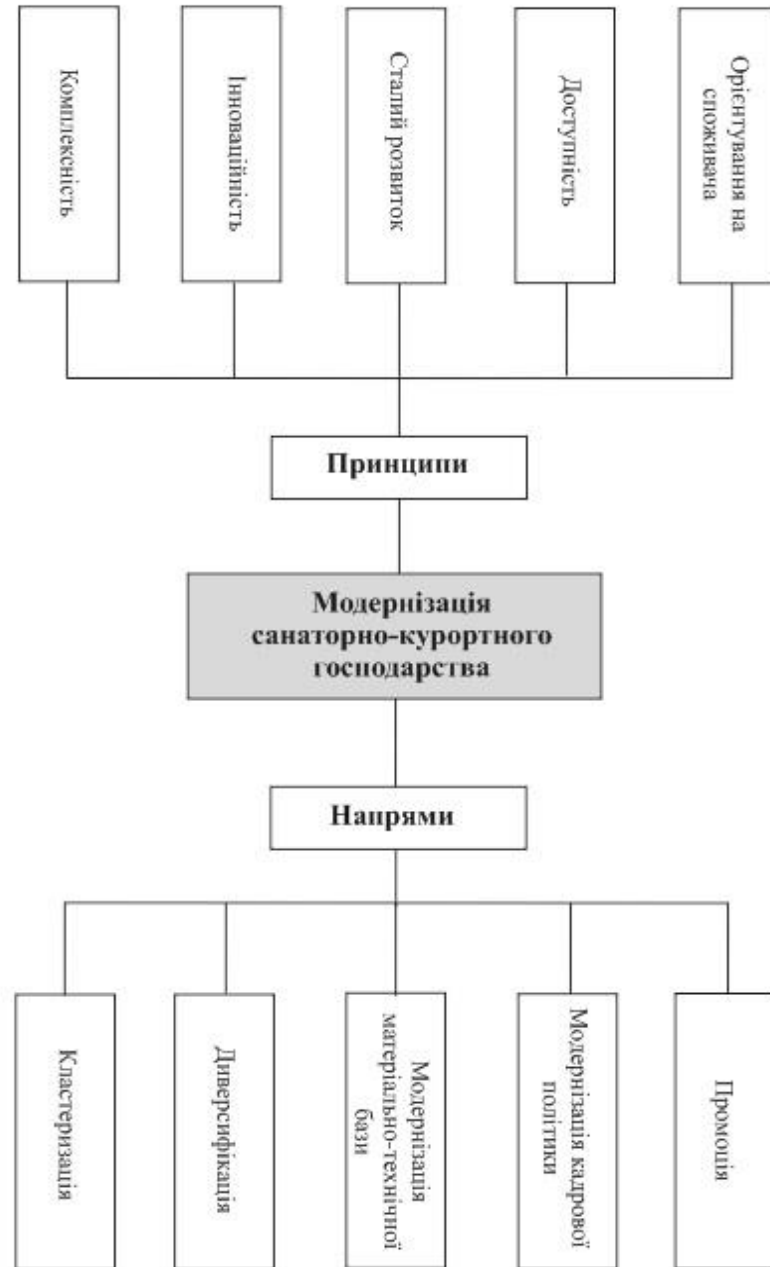 Комплексність
Інноваційність
Сталий розвиток
Доступність
Орієнтування на
споживача
Принципи
Модернізація
санаторно-курортного
господарства
Напрями
Кластеризація
Диверсифікація
Модернізація
матеріально-технічної
бази
Модернізація кадрової
політики
Промоція